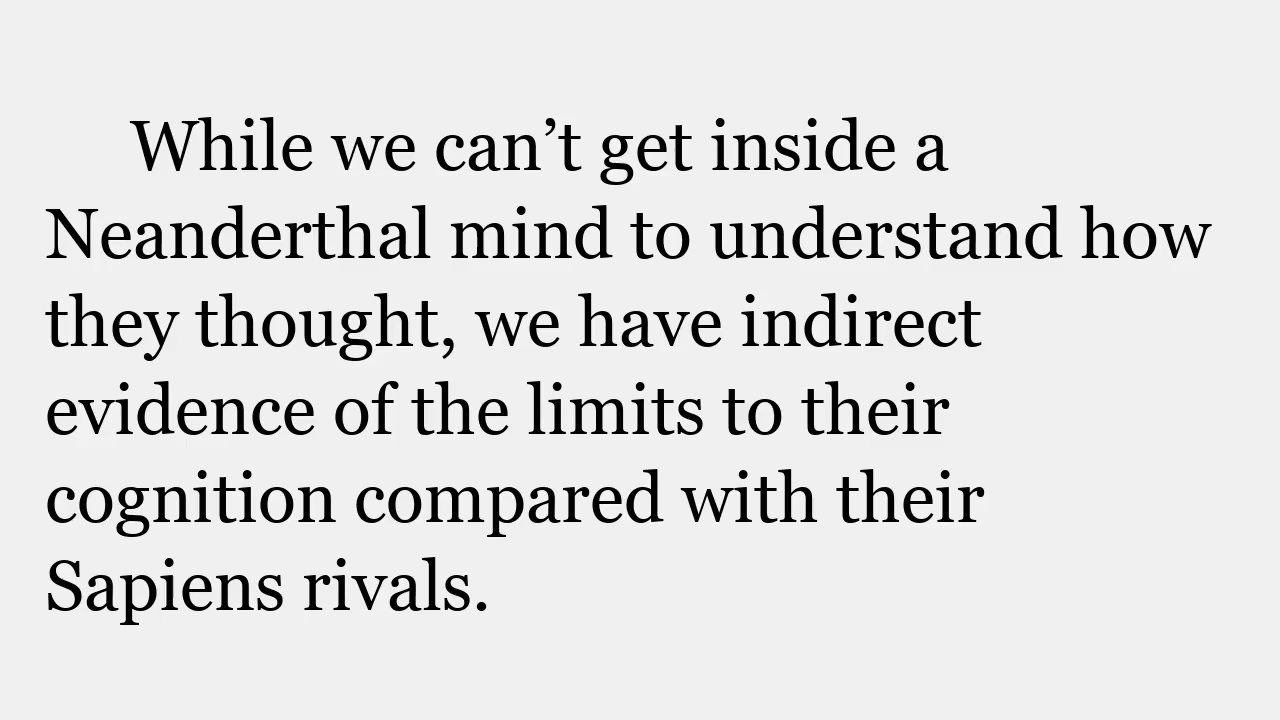 While we can’t get inside a
Neanderthal mind to understand how
they thought, we have indirect
evidence of the limits to their
cognition compared with their
Sapiens rivals.